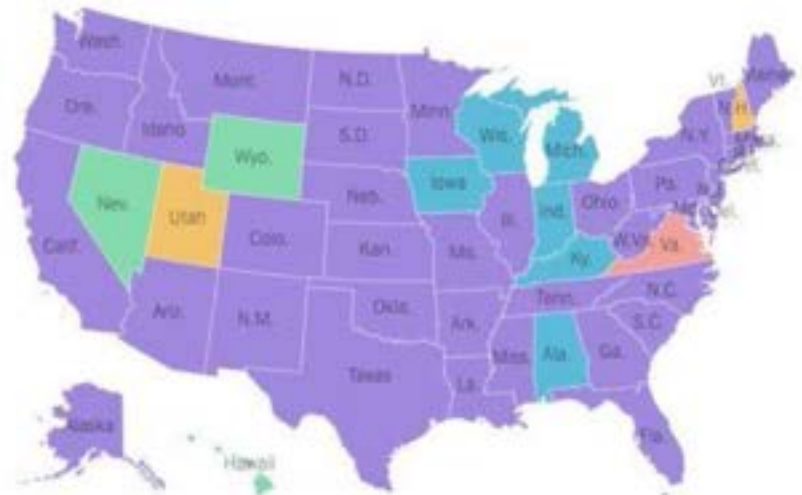 Wash.
Mont.
N.D.
Minn.
Vt.
Maine
Ore.
Idaho
Wyo.
S.D.
Wis.
Mich.
N.Y.
N.H.
Nev.
Utah
Colo.
Neb.
Iowa
Ill.
Ind.
Ohio
Pa.
Calif.
Kan.
Mo.
Ky.
W.Va.
Va.
Ariz.
N.M.
Okla.
Ark.
Tenn.
N.C.
S.C.
Texas
La.
Miss.
Ala.
Ga.
Alaska
Hawaii
Fla.